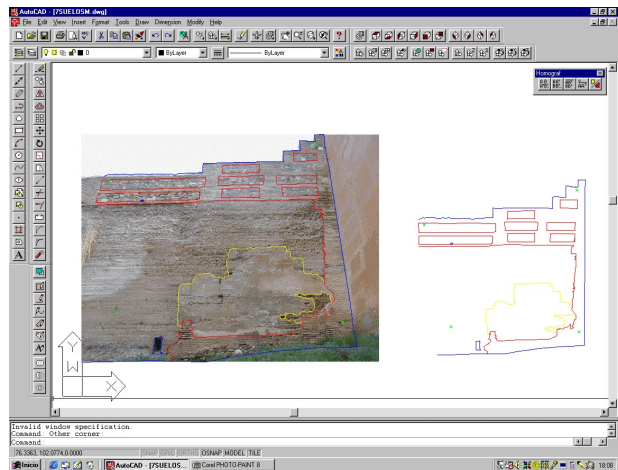 AutoCAD - [7SUELOSM.dwg]
File Edit View Insert Format Tools Draw Dimension Modify Help
0 ByLayer ByLayer
Homograf
Y
X
Invalid window specification.
Command: Other corner:
Command:
76.3363, 102.0774,0.0000 SNAP GRID ORTHO OSNAP MODEL TILE
Inicio AutoCAD - [7SUELOS... Corel PHOTO-PAINT 8 18:08